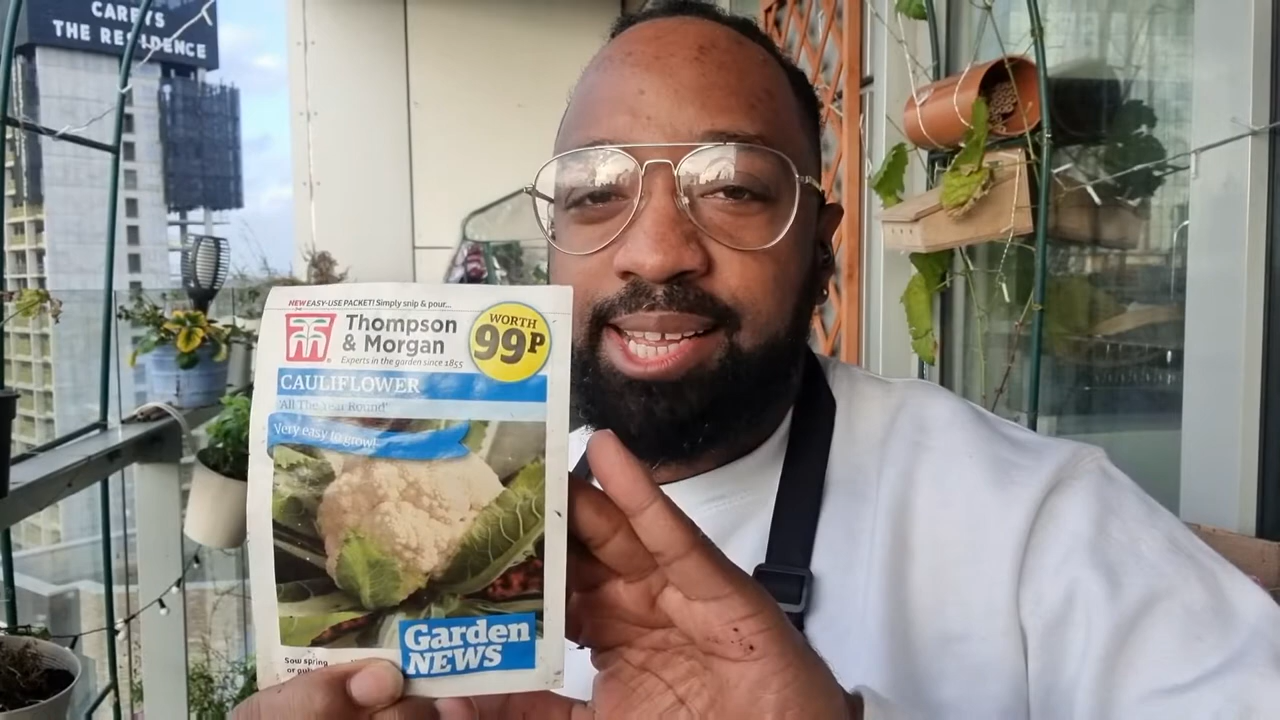 CAREYS
THE RESIDENCE
NEW EASY-USE PACKET! Simply snip & pour...
Thompson
& Morgan
Experts in the garden since 1855
WORTH
99P
CAULIFLOWER
'All The Year Round'
Very easy to grow!
Garden
NEWS
Sow spring